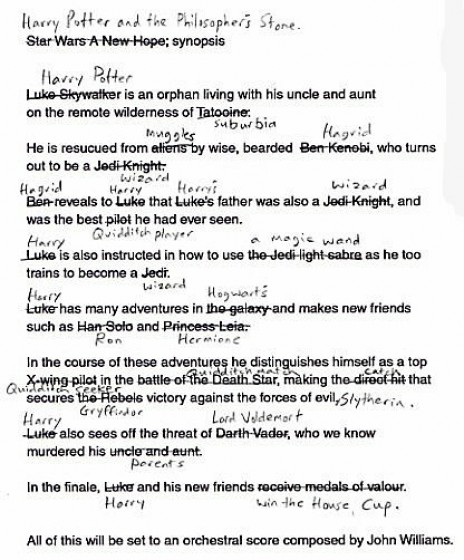 Harry Potter and the Philosopher's Stone.
Star Wars A New Hope; synopsis
Harry Potter
Luke Skywalker is an orphan living with his uncle and aunt
on the remote wilderness of Tatooine.
suburbia
muggles Hagrid
He is resucued from aliens by wise, bearded Ben Kenobi, who turns
out to be a Jedi Knight.
wizard
Hagrid Harry Harry's wizard
Ben reveals to Luke that Luke's father was also a Jedi Knight, and
was the best pilot he had ever seen.
Quidditch player
Harry a magic wand
Luke is also instructed in how to use the Jedi light sabre as he too
trains to become a Jedi.
wizard
Harry Hogwarts
Luke has many adventures in the galaxy and makes new friends
such as Han Solo and Princess Leia.
Ron Hermione
In the course of these adventures he distinguishes himself as a top
Quidditch match catch
X-wing pilot in the battle of the Death Star, making the direct hit that
Quidditch seeker
secures the Rebels victory against the forces of evil, Slytherin.
Gryffindor
Harry Lord Voldemort
Luke also sees off the threat of Darth Vader, who we know
murdered his uncle and aunt.
parents
In the finale, Luke and his new friends receive medals of valour.
Harry win the House Cup.
All of this will be set to an orchestral score composed by John Williams.